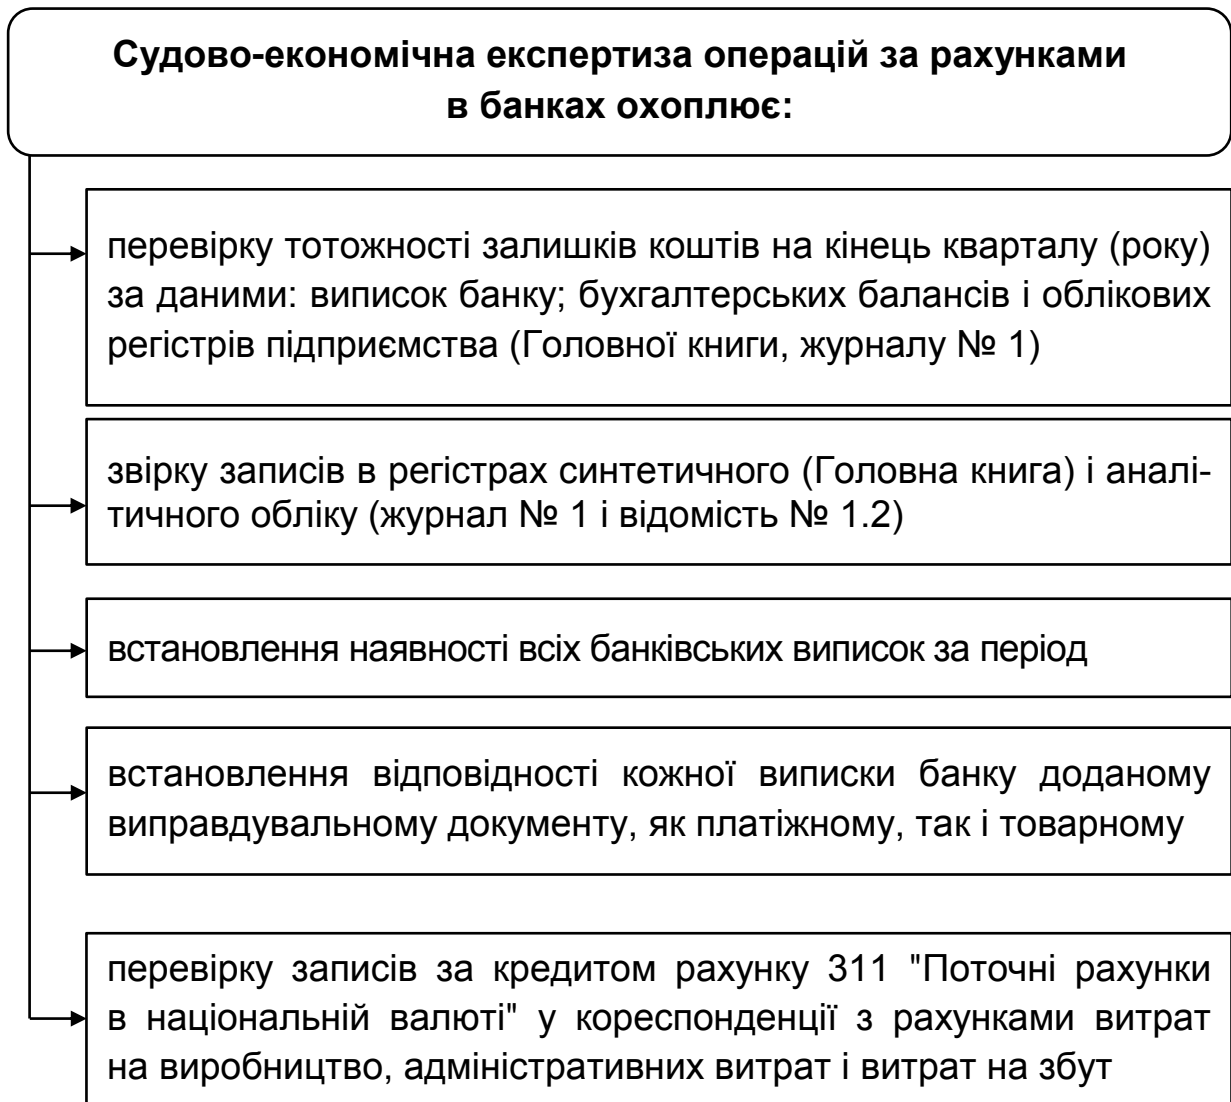 Судово-економічна експертиза операцій за рахунками
в банках охоплює:
перевірку тотожності залишків коштів на кінець кварталу (року)
за даними: виписок банку; бухгалтерських балансів і облікових
регістрів підприємства (Головної книги, журналу № 1)
звірку записів в регістрах синтетичного (Головна книга) і аналі-
тичного обліку (журнал № 1 і відомість № 1.2)
встановлення наявності всіх банківських виписок за період
встановлення відповідності кожної виписки банку доданому
виправдувальному документу, як платіжному, так і товарному
перевірку записів за кредитом рахунку 311 "Поточні рахунки
в національній валюті" у кореспонденції з рахунками витрат
на виробництво, адміністративних витрат і витрат на збут